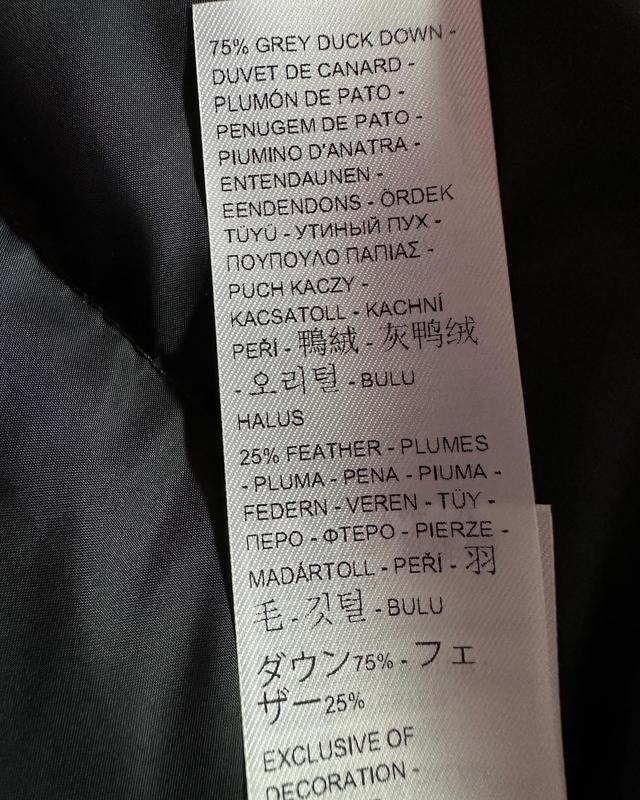 75% GREY DUCK DOWN -
DUVET DE CANARD -
PLUMÓN DE PATO -
PENUGEM DE PATO -
PIUMINO D'ANATRA -
ENTENDAUNEN -
EENDENDONS - ÖRDEK
TÜYÜ - УТИНЫЙ ПУХ -
ΠΟΥΠΟΥΛΟ ΠΑΠΙΑΣ -
PUCH KACZY -
KACSATOLL - KACHNÍ
PEŘÍ - 鴨絨 - 灰鸭绒
- 오리털 - BULU
HALUS
25% FEATHER - PLUMES
- PLUMA - PENA - PIUMA -
FEDERN - VEREN - TÜY -
ПЕРО - ΦΤΕΡΟ - PIERZE -
MADÁRTOLL - PEŘÍ - 羽
毛 - 깃털 - BULU
ダウン75% - フェ
ザー25%
EXCLUSIVE OF
DECORATION -